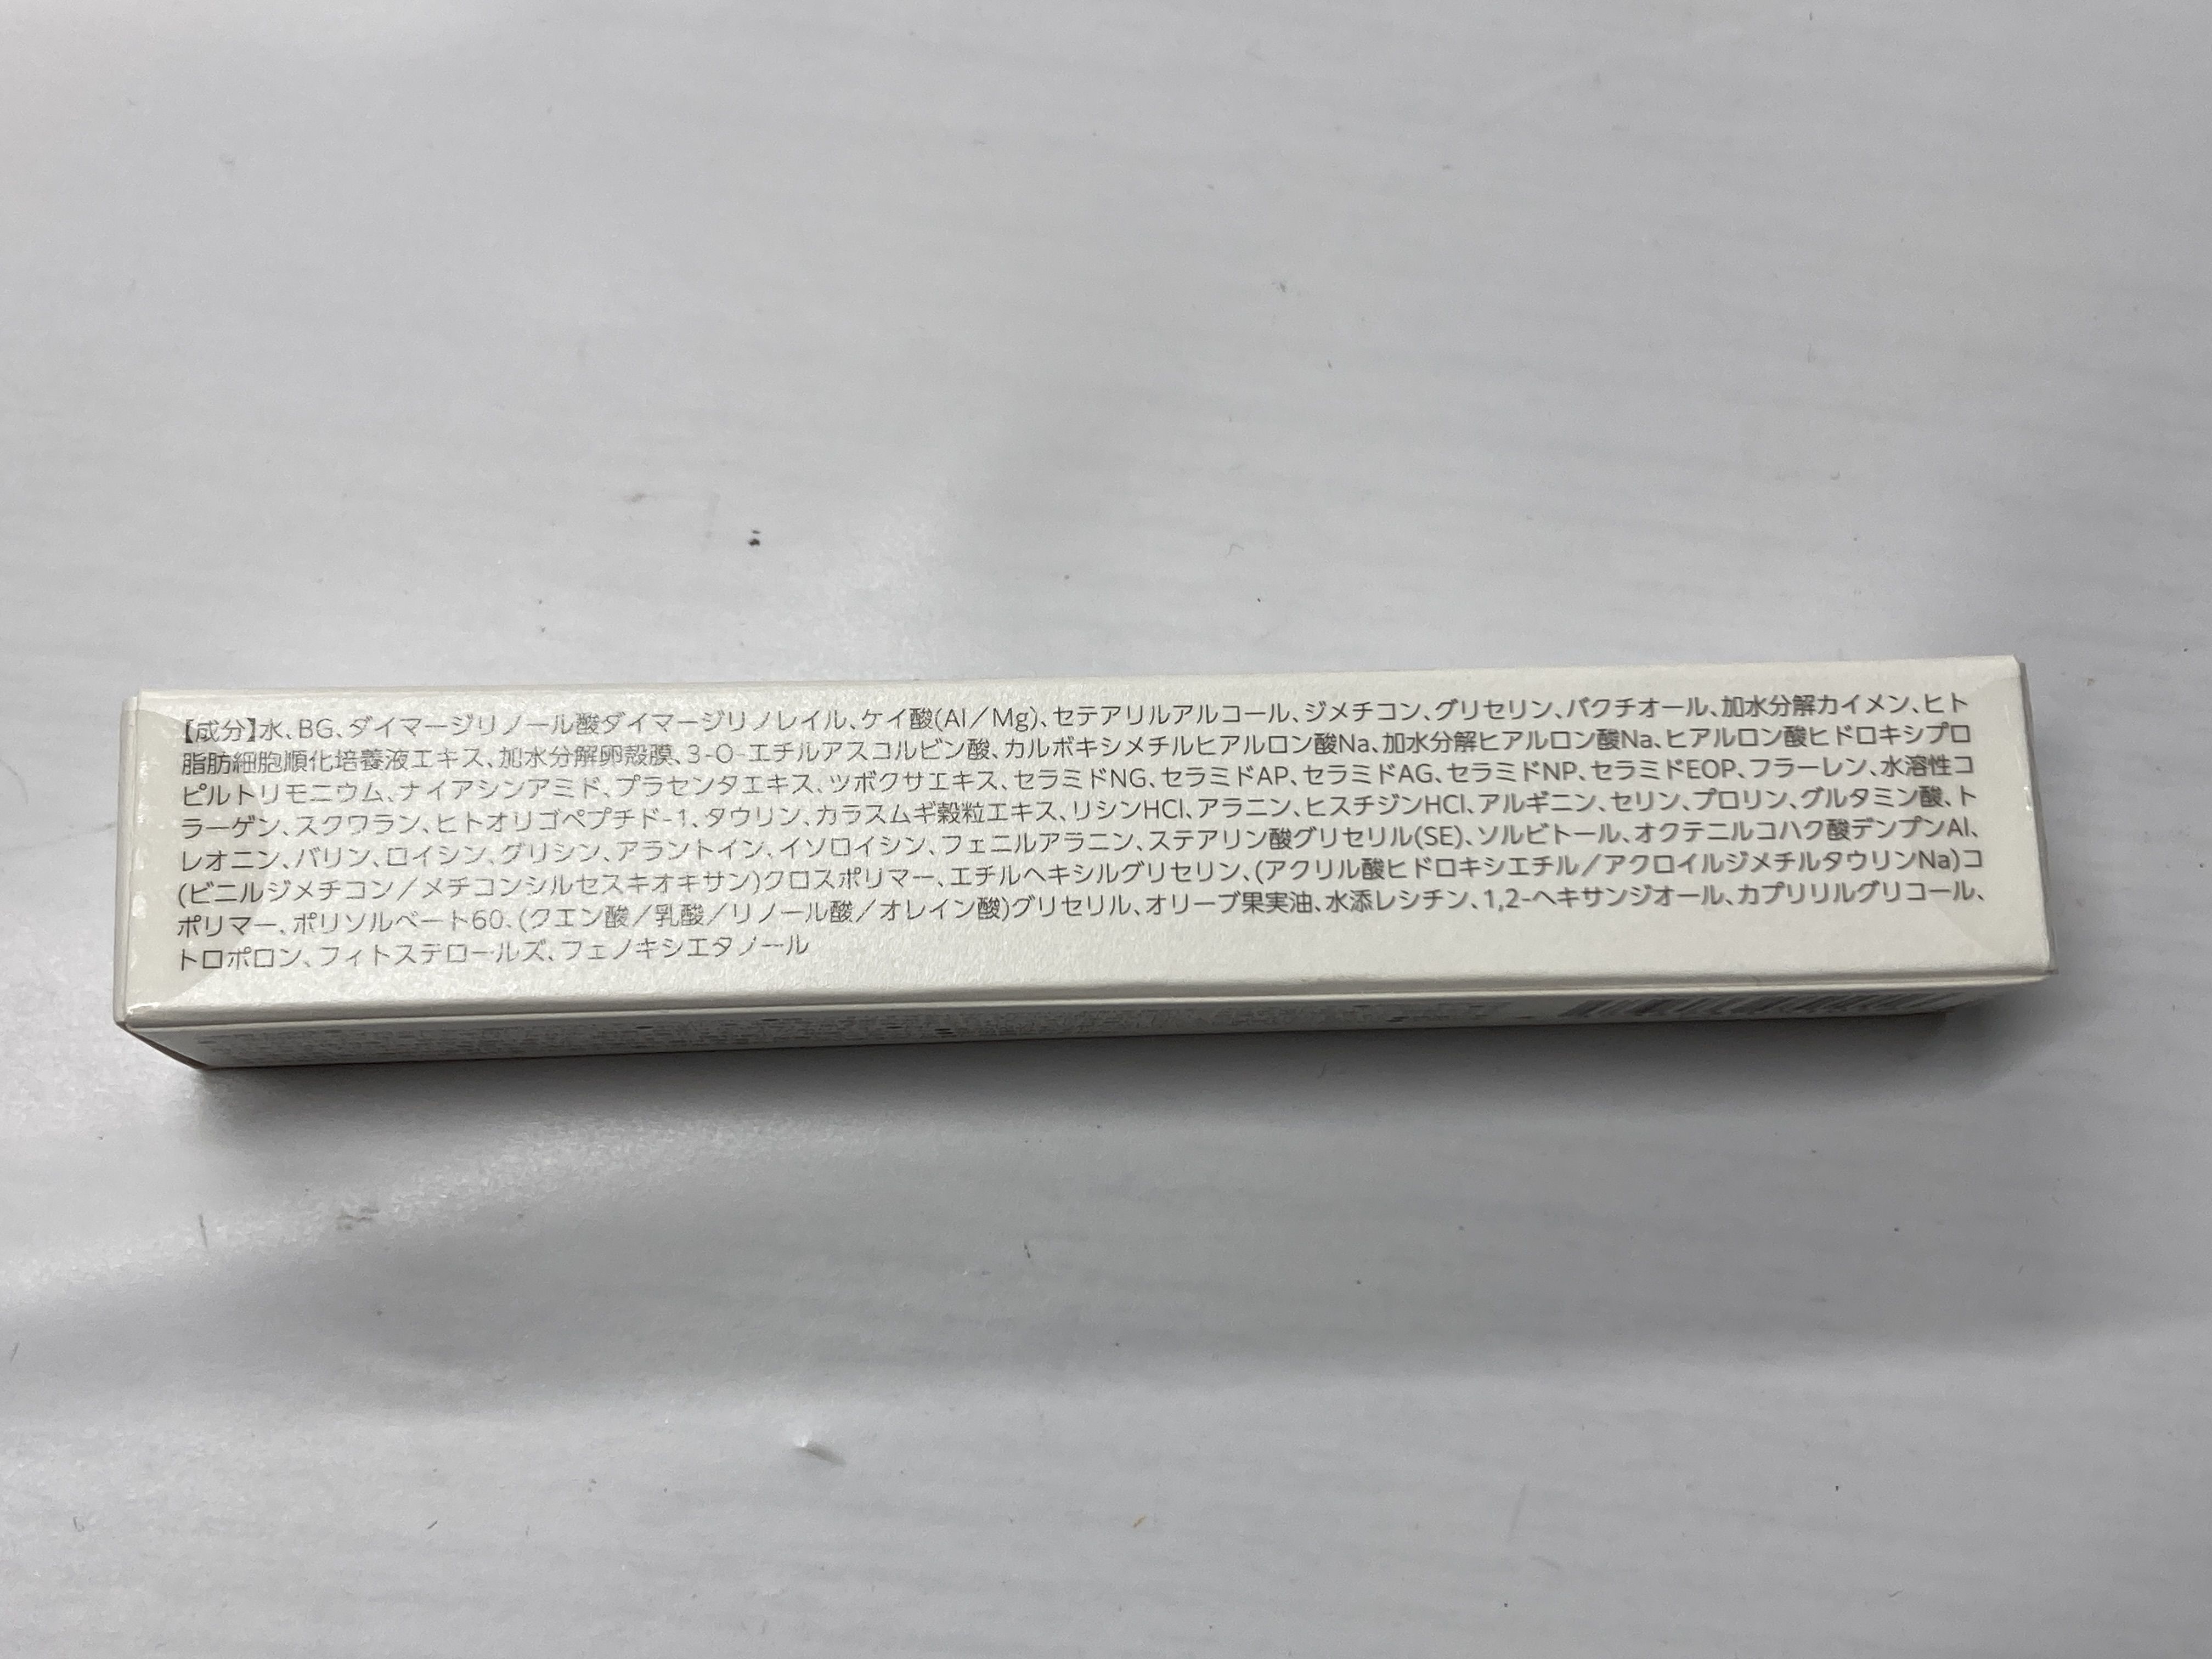 【成分】水、BG、ダイマージリノール酸ダイマージリノレイル、ケイ酸(Al／Mg)、セテアリルアルコール、ジメチコン、グリセリン、バクチオール、加水分解カイメン、ヒト
脂肪細胞順化培養液エキス、加水分解卵殻膜、3-O-エチルアスコルビン酸、カルボキシメチルヒアルロン酸Na、加水分解ヒアルロン酸Na、ヒアルロン酸ヒドロキシプロ
ピルトリモニウム、ナイアシンアミド、プラセンタエキス、ツボクサエキス、セラミドNG、セラミドAP、セラミドAG、セラミドNP、セラミドEOP、フラーレン、水溶性コ
ラーゲン、スクワラン、ヒトオリゴペプチド-1、タウリン、カラスムギ穀粒エキス、リシンHCl、アラニン、ヒスチジンHCl、アルギニン、セリン、プロリン、グルタミン酸、ト
レオニン、バリン、ロイシン、グリシン、アラントイン、イソロイシン、フェニルアラニン、ステアリン酸グリセリル(SE)、ソルビトール、オクテニルコハク酸デンプンAl、
(ビニルジメチコン／メチコンシルセスキオキサン)クロスポリマー、エチルヘキシルグリセリン、(アクリル酸ヒドロキシエチル／アクロイルジメチルタウリンNa)コ
ポリマー、ポリソルベート60、(クエン酸／乳酸／リノール酸／オレイン酸)グリセリル、オリーブ果実油、水添レシチン、1,2-ヘキサンジオール、カプリリルグリコール、
トロポロン、フィトステロールズ、フェノキシエタノール